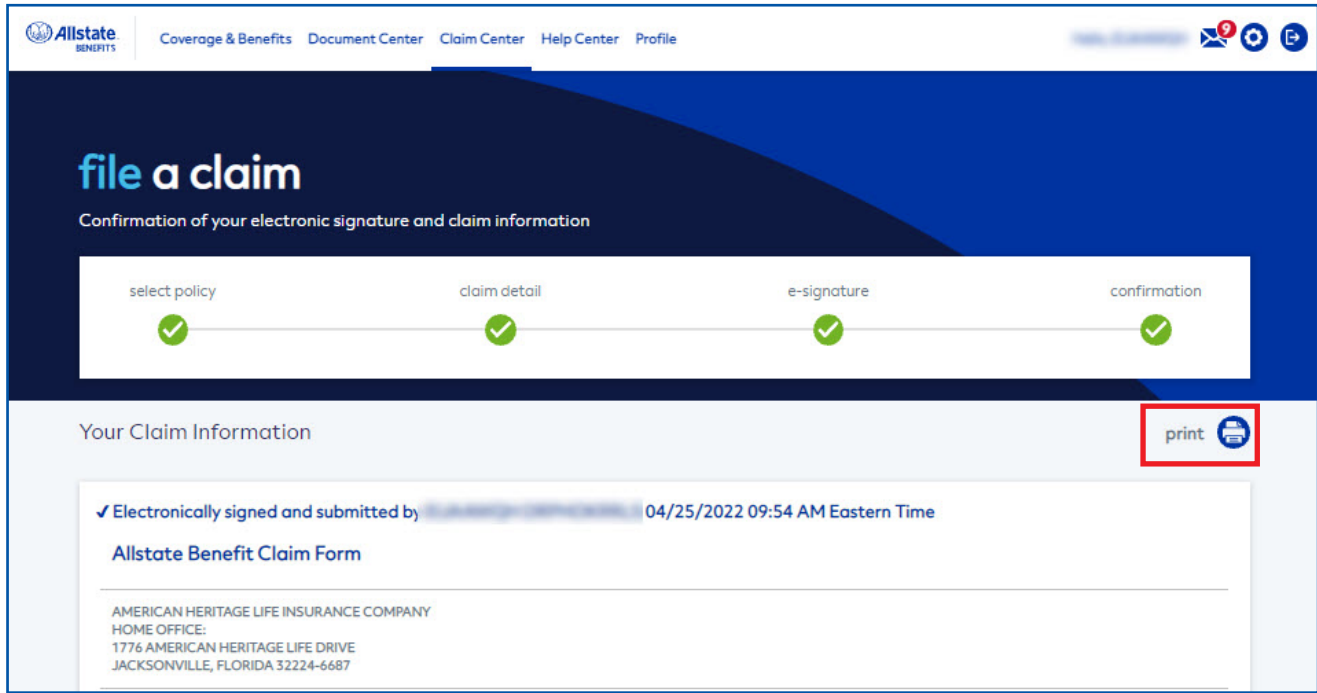 Allstate
BENEFITS
Coverage & Benefits Document Center Claim Center Help Center Profile
9
file a claim
Confirmation of your electronic signature and claim information
select policy claim detail e-signature confirmation
Your Claim Information
print
Electronically signed and submitted by 04/25/2022 09:54 AM Eastern Time
Allstate Benefit Claim Form
AMERICAN HERITAGE LIFE INSURANCE COMPANY
HOME OFFICE:
1776 AMERICAN HERITAGE LIFE DRIVE
JACKSONVILLE, FLORIDA 32224-6687